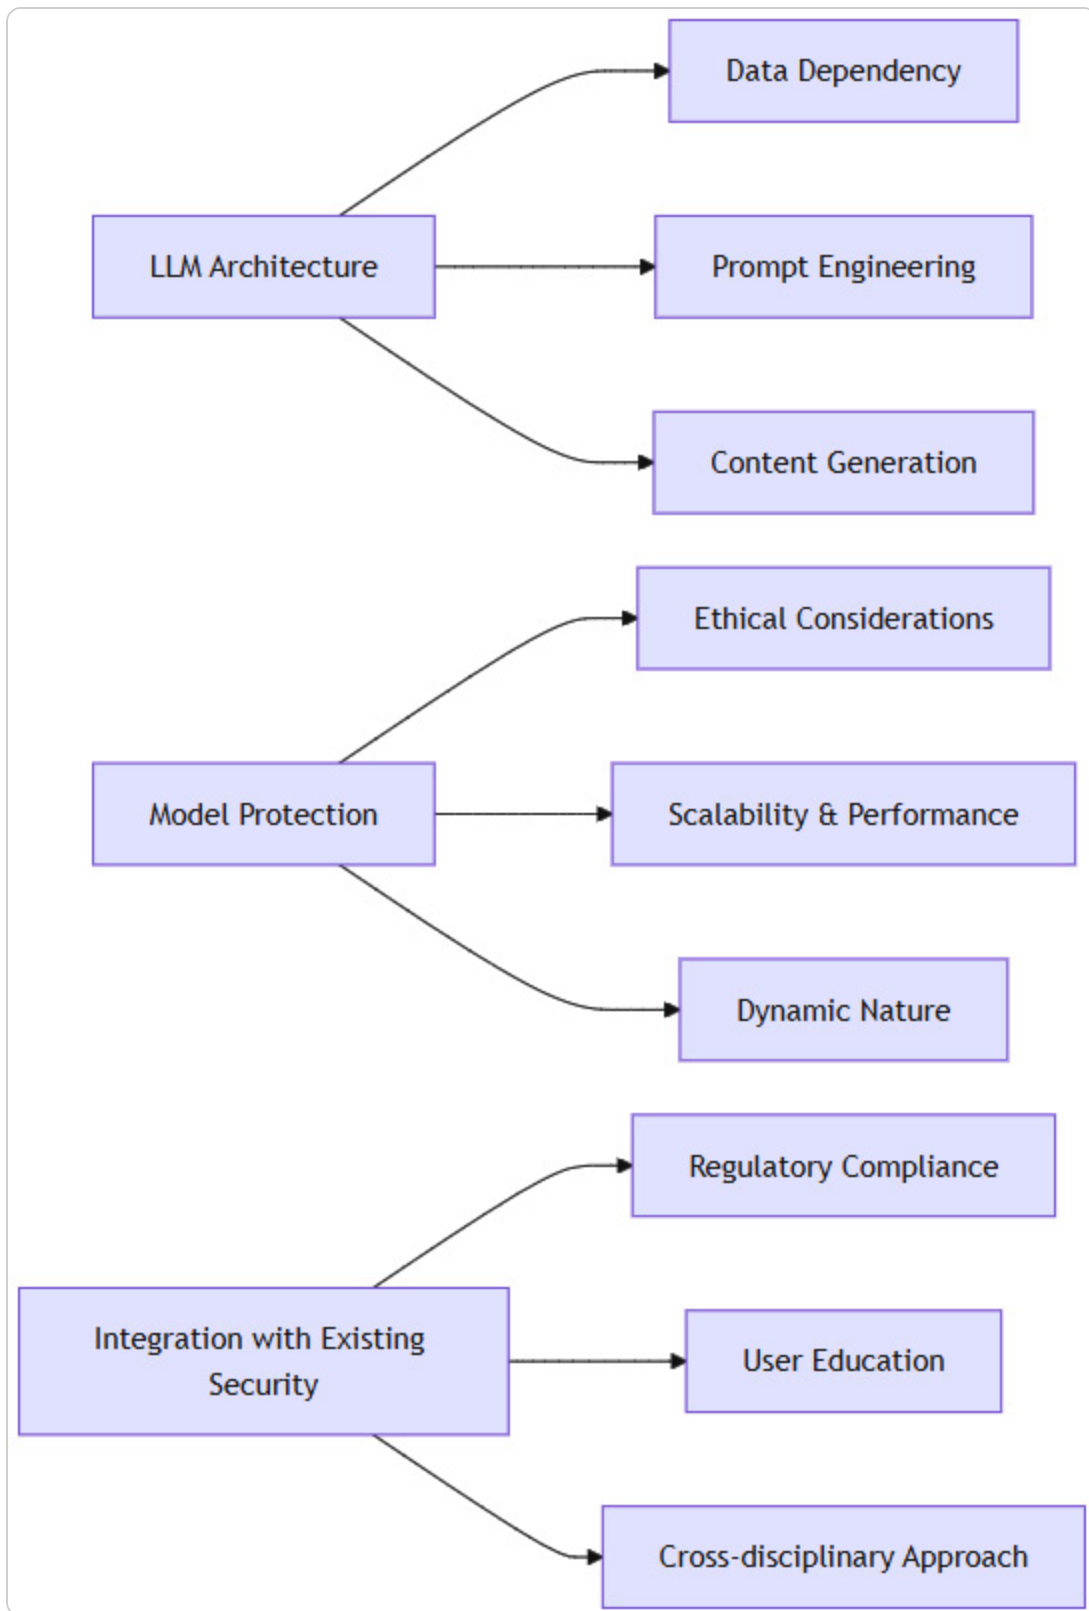 Data Dependency
LLM Architecture
Prompt Engineering
Content Generation
Ethical Considerations
Model Protection
Scalability & Performance
Dynamic Nature
Regulatory Compliance
Integration with Existing
Security
User Education
Cross-disciplinary Approach